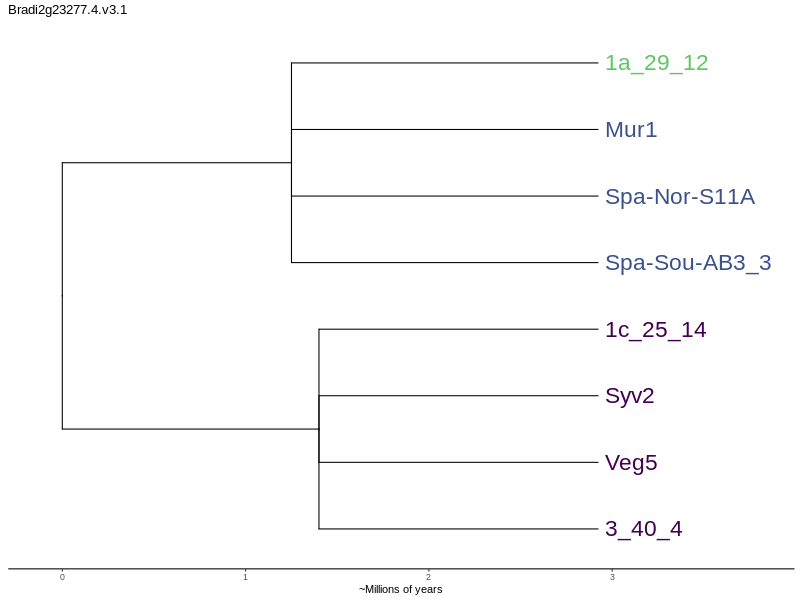 Bradi2g23277.4.v3.1
1a_29_12
Mur1
Spa-Nor-S11A
Spa-Sou-AB3_3
1c_25_14
Syv2
Veg5
3_40_4
0 1 2 3
~Millions of years